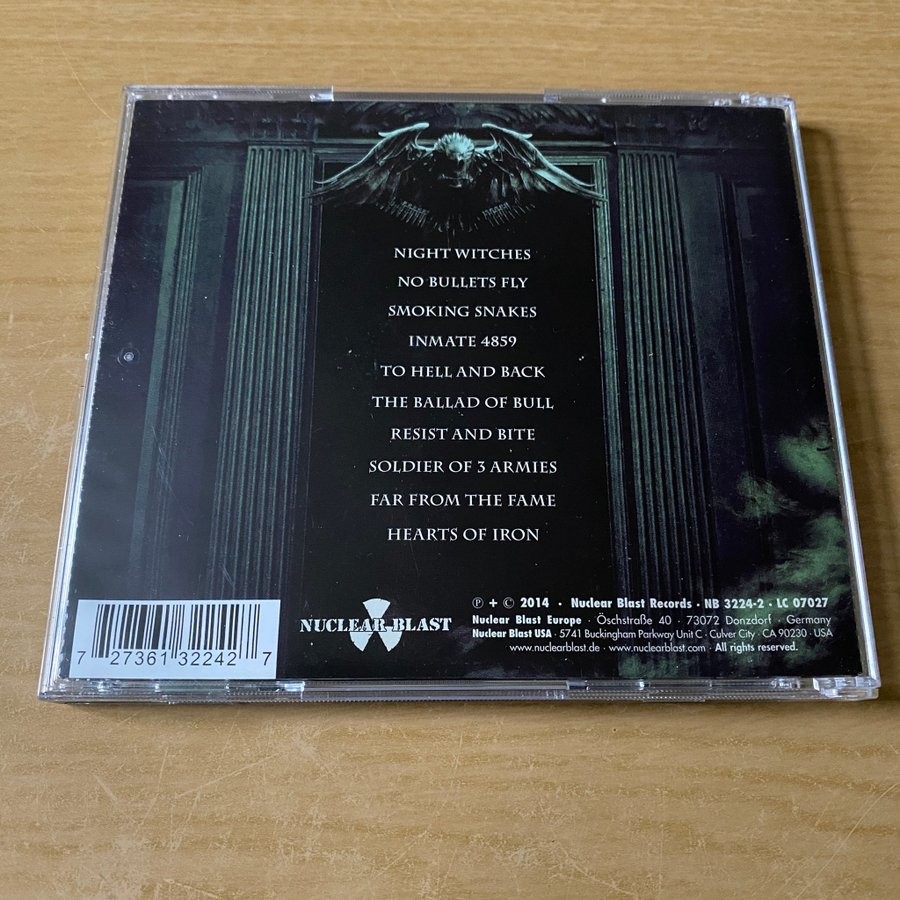 NIGHT WITCHES
NO BULLETS FLY
SMOKING SNAKES
INMATE 4859
TO HELL AND BACK
THE BALLAD OF BULL
RESIST AND BITE
SOLDIER OF 3 ARMIES
FAR FROM THE FAME
HEARTS OF IRON
NUCLEAR BLAST
℗ + © 2014 · Nuclear Blast Records · NB 3224-2 · LC 07027
Nuclear Blast Europe · Öschstraße 40 · 73072 Donzdorf · Germany
Nuclear Blast USA · 5741 Buckingham Parkway Unit C · Culver City · CA 90230 · USA
www.nuclearblast.de · www.nuclearblast.com · All rights reserved.
7 27361 32242 7